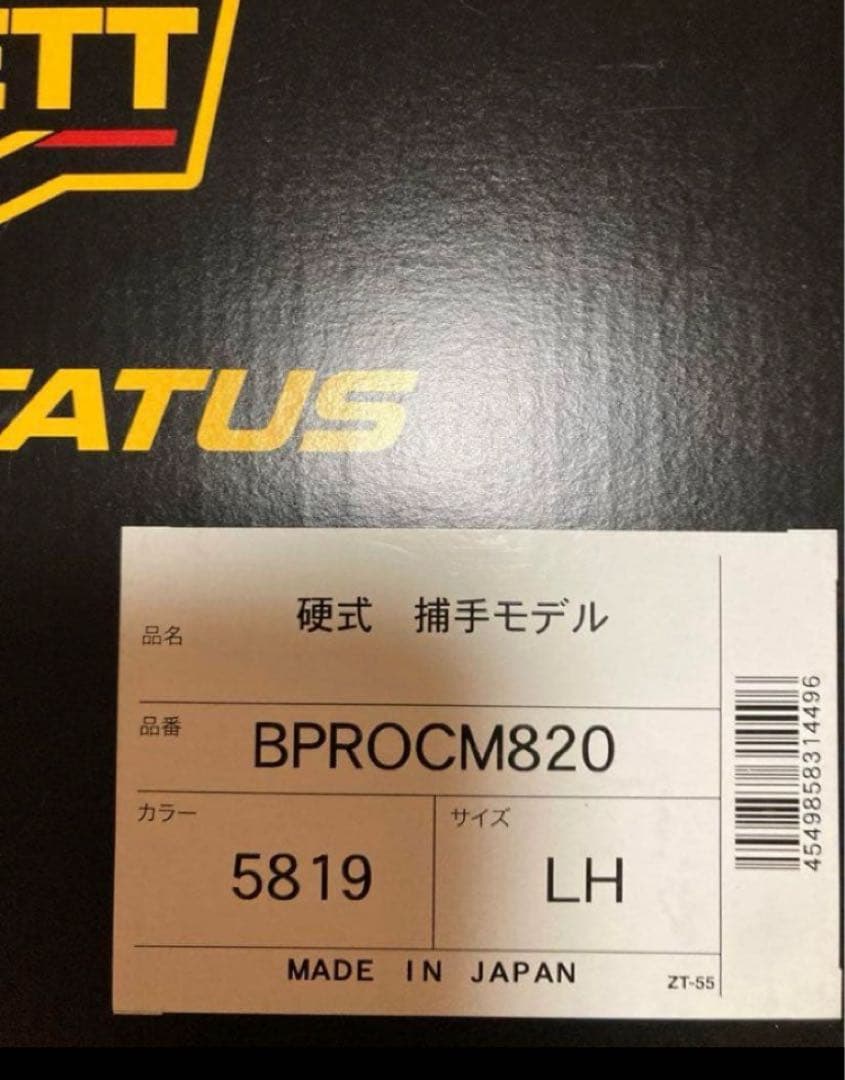 ETT
TATUS
品名 硬式 捕手モデル
品番 BPROCM820
カラー 5819 サイズ LH
MADE IN JAPAN ZT-55
4549858314496